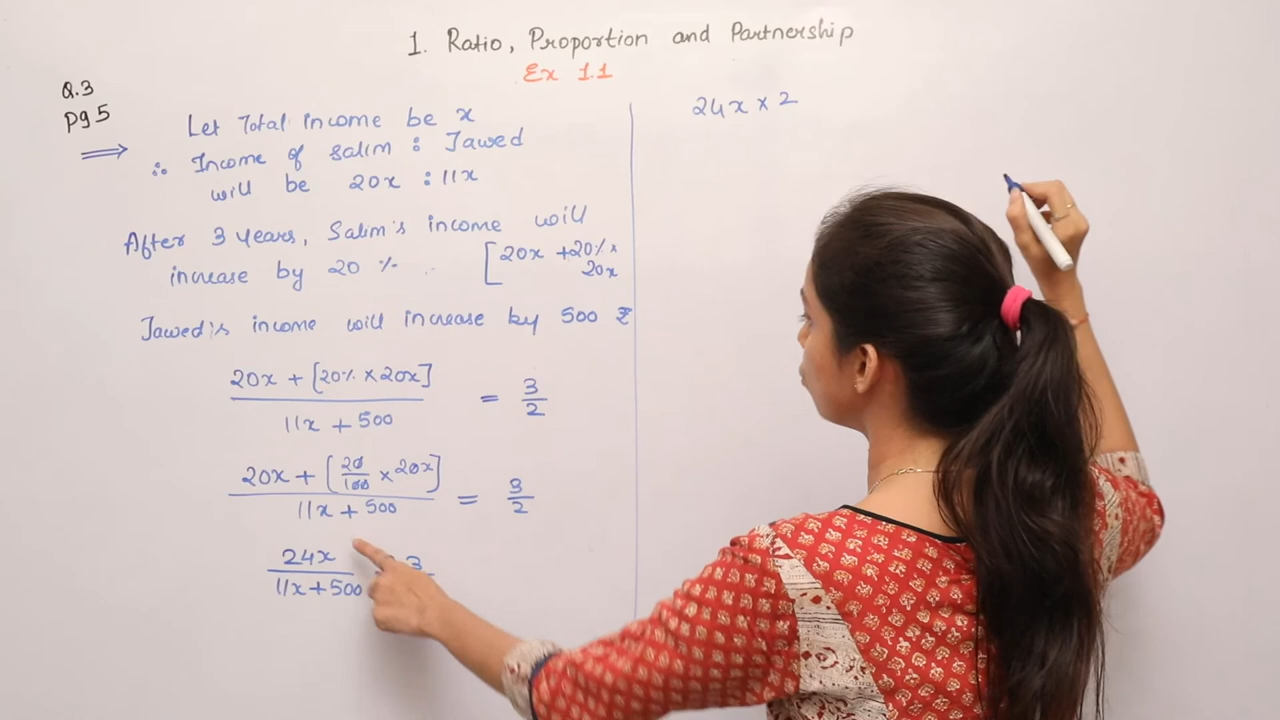 1. Ratio, Proportion and Partnership
Ex 1.1
Q.3
Pg 5
Let Total income be x
∴ Income of Salim : Jawed
will be 20x : 11x
After 3 years, Salim's income will
increase by 20 %
[20x + 20% ×
20x
Jawed's income will increase by 500 ₹
20x + [20% × 20x]
11x + 500
= 3/2
20x + [20/100 × 20x]
11x + 500
= 3/2
24x
11x + 500
3
24x × 2